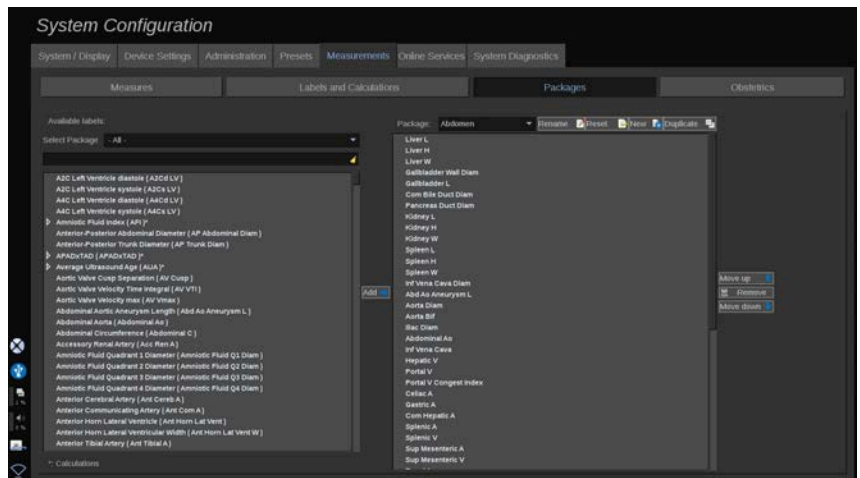 System Configuration
System / Display Device Settings Administration Presets Measurements Online Services System Diagnostics
Measures Labels and Calculations Packages Obstetrics
Available labels:
Select Package - All -
A2C Left Ventricle diastole ( A2Cd LV )
A2C Left Ventricle systole ( A2Cs LV )
A4C Left Ventricle diastole ( A4Cd LV )
A4C Left Ventricle systole ( A4Cs LV )
Amniotic Fluid Index ( AFI )*
Anterior-Posterior Abdominal Diameter ( AP Abdominal Diam )
Anterior-Posterior Trunk Diameter ( AP Trunk Diam )
APADxTAD ( APADxTAD )*
Average Ultrasound Age ( AUA )*
Aortic Valve Cusp Separation ( AV Cusp )
Aortic Valve Velocity Time Integral ( AV VTI )
Aortic Valve Velocity max ( AV Vmax )
Abdominal Aortic Aneurysm Length ( Abd Ao Aneurysm L )
Abdominal Aorta ( Abdominal Ao )
Abdominal Circumference ( Abdominal C )
Accessory Renal Artery ( Acc Ren A )
Amniotic Fluid Quadrant 1 Diameter ( Amniotic Fluid Q1 Diam )
Amniotic Fluid Quadrant 2 Diameter ( Amniotic Fluid Q2 Diam )
Amniotic Fluid Quadrant 3 Diameter ( Amniotic Fluid Q3 Diam )
Amniotic Fluid Quadrant 4 Diameter ( Amniotic Fluid Q4 Diam )
Anterior Cerebral Artery ( Ant Cereb A )
Anterior Communicating Artery ( Ant Com A )
Anterior Horn Lateral Ventricle ( Ant Horn Lat Vent )
Anterior Horn Lateral Ventricular Width ( Ant Horn Lat Vent W )
Anterior Tibial Artery ( Ant Tibial A )
*: Calculations
Add
Package: Abdomen Rename Reset New Duplicate
Liver L
Liver H
Liver W
Gallbladder Wall Diam
Gallbladder L
Com Bile Duct Diam
Pancreas Duct Diam
Kidney L
Kidney H
Kidney W
Spleen L
Spleen H
Spleen W
Inf Vena Cava Diam
Abd Ao Aneurysm L
Aorta Diam
Aorta Bif
Iliac Diam
Abdominal Ao
Inf Vena Cava
Hepatic V
Portal V
Portal V Congest Index
Celiac A
Gastric A
Com Hepatic A
Splenic A
Splenic V
Sup Mesenteric A
Sup Mesenteric V
Move up
Remove
Move down